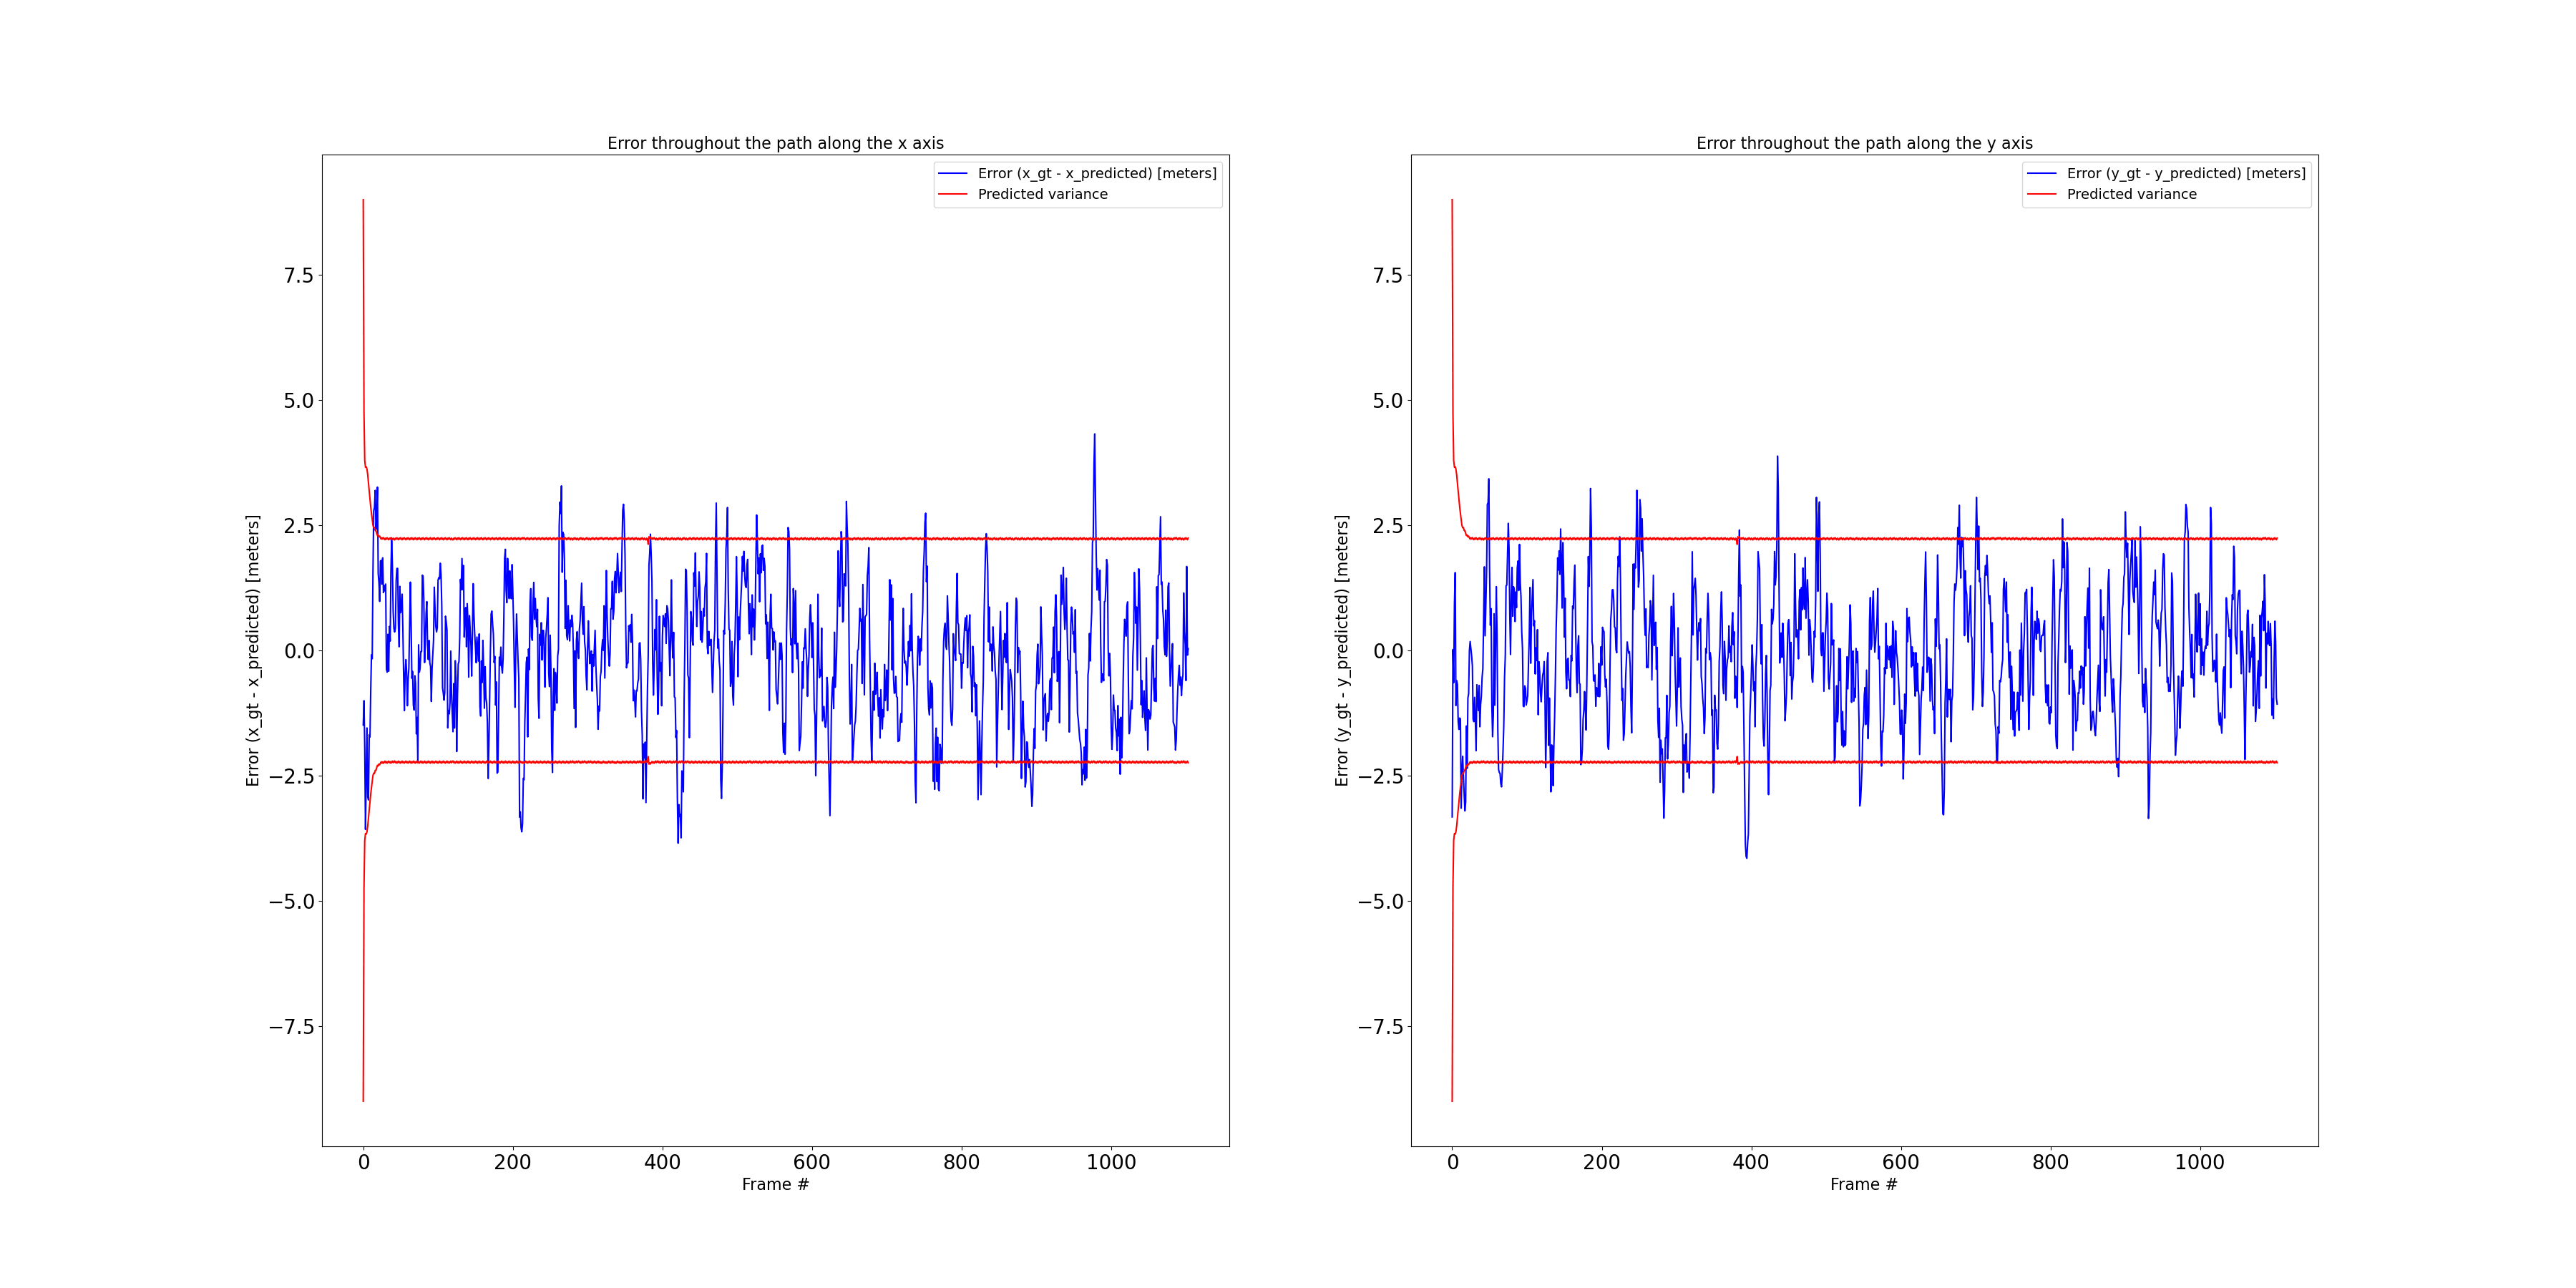 Error throughout the path along the x axis
Error (x_gt - x_predicted) [meters]
Predicted variance
7.5
5.0
2.5
0.0
−2.5
−5.0
−7.5
Error (x_gt - x_predicted) [meters]
0 200 400 600 800 1000
Frame #
Error throughout the path along the y axis
Error (y_gt - y_predicted) [meters]
Predicted variance
7.5
5.0
2.5
0.0
−2.5
−5.0
−7.5
Error (y_gt - y_predicted) [meters]
0 200 400 600 800 1000
Frame #